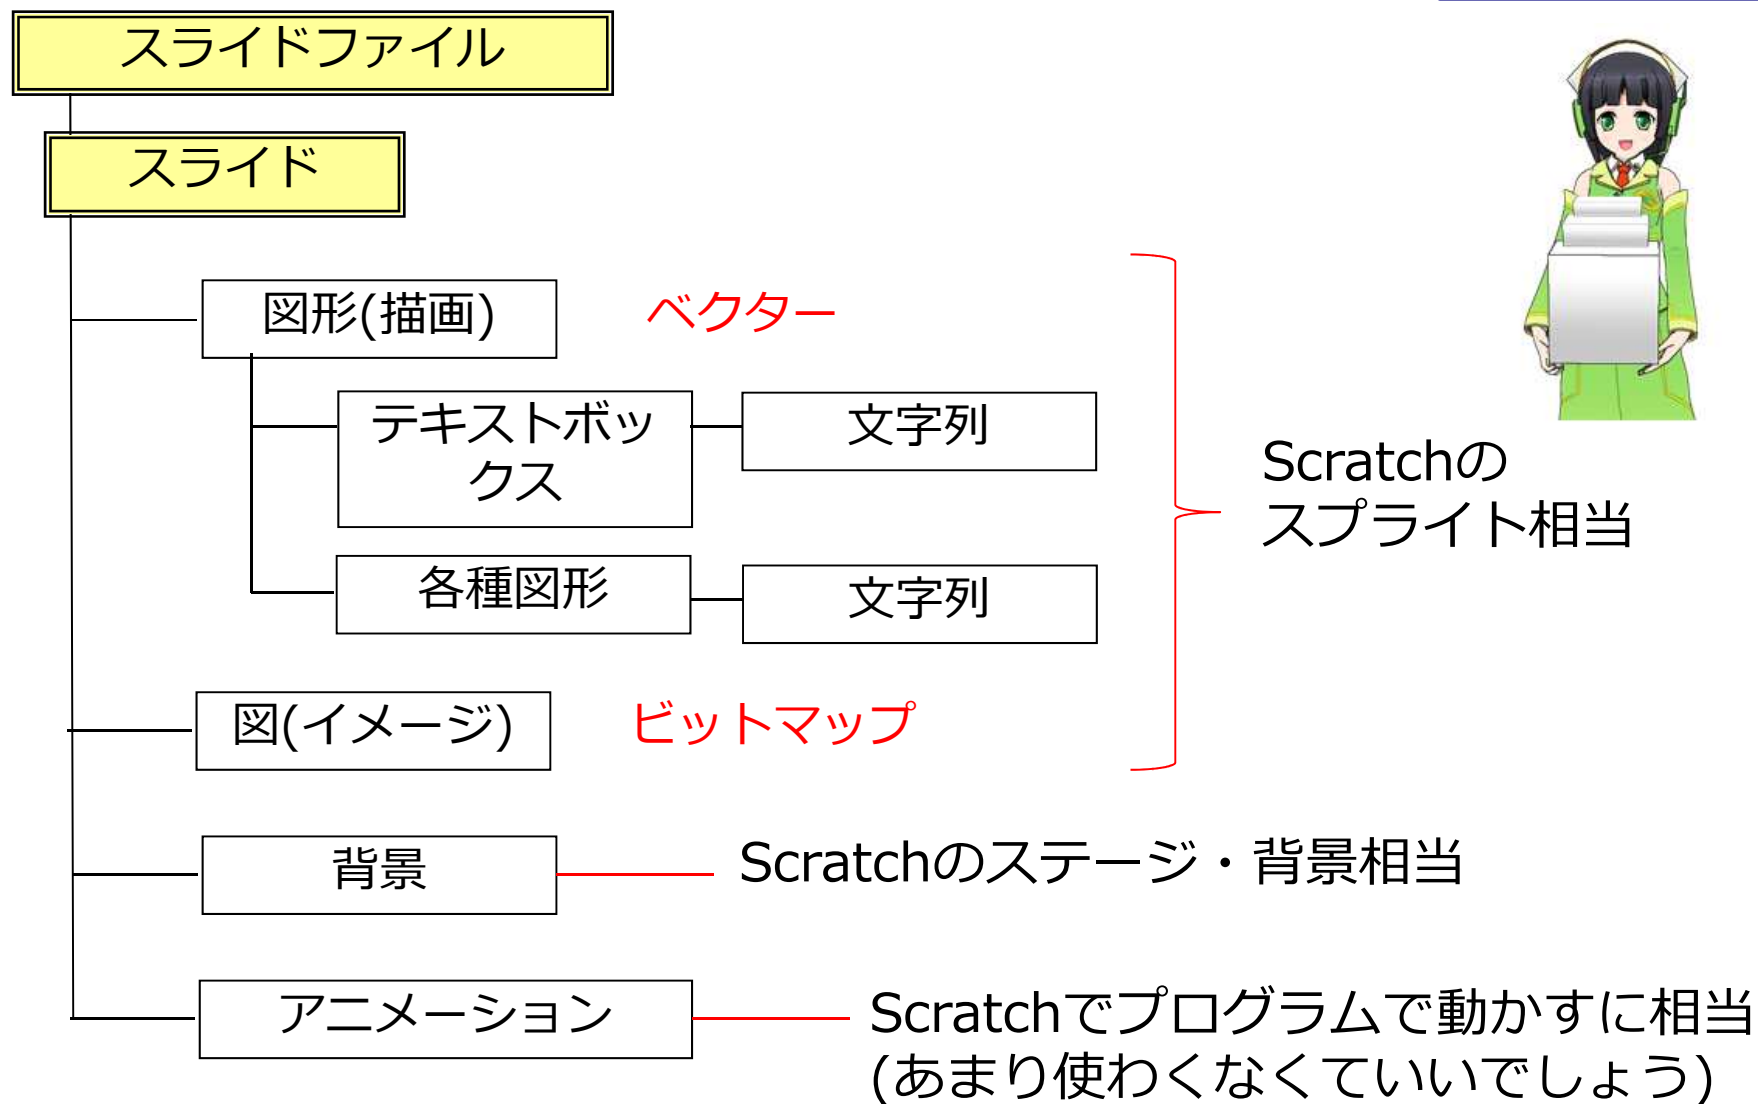 スライドファイル
スライド
図形(描画)
ベクター
テキストボッ
クス
文字列
各種図形
文字列
図(イメージ)
ビットマップ
Scratchの
スプライト相当
背景
Scratchのステージ・背景相当
アニメーション
Scratchでプログラムで動かすに相当
(あまり使わくなくていいでしょう)